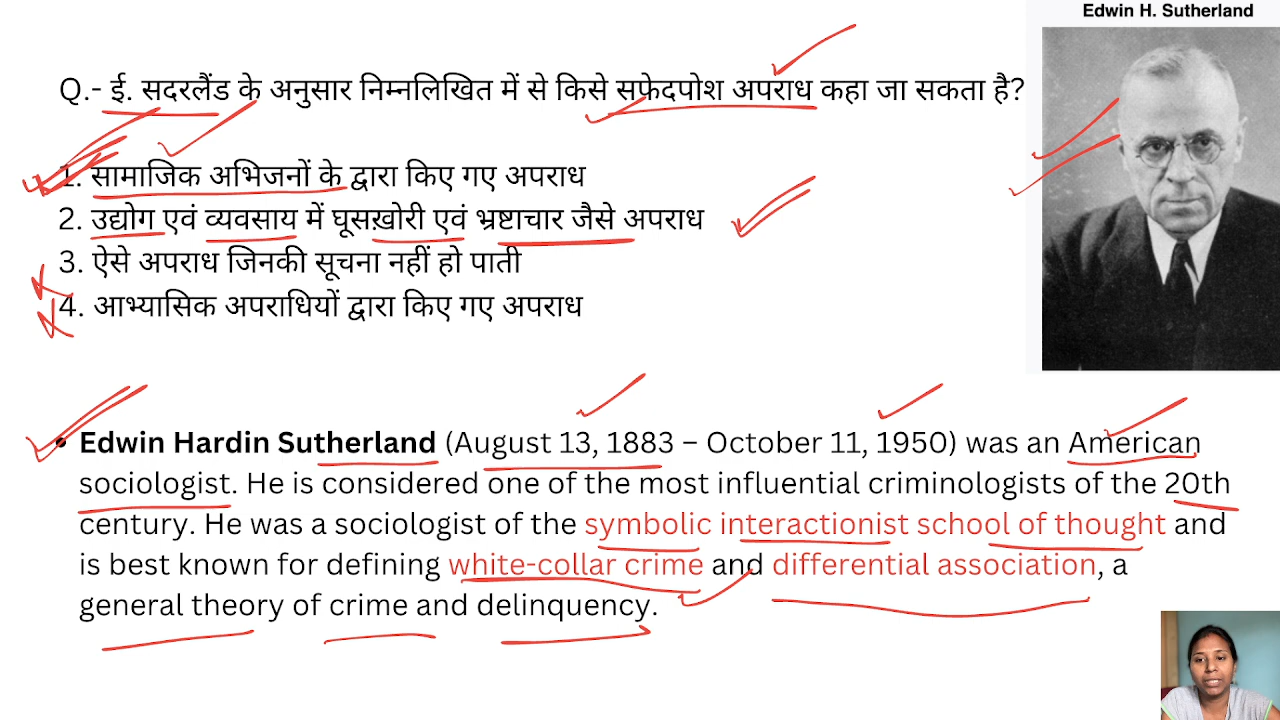 Edwin H. Sutherland
Q.- ई. सदरलैंड के अनुसार निम्नलिखित में से किसे सफेदपोश अपराध कहा जा सकता है?
1. सामाजिक अभिजनों के द्वारा किए गए अपराध
2. उद्योग एवं व्यवसाय में घूसख़ोरी एवं भ्रष्टाचार जैसे अपराध
3. ऐसे अपराध जिनकी सूचना नहीं हो पाती
4. आभ्यासिक अपराधियों द्वारा किए गए अपराध
• Edwin Hardin Sutherland (August 13, 1883 – October 11, 1950) was an American
sociologist. He is considered one of the most influential criminologists of the 20th
century. He was a sociologist of the symbolic interactionist school of thought and
is best known for defining white-collar crime and differential association, a
general theory of crime and delinquency.